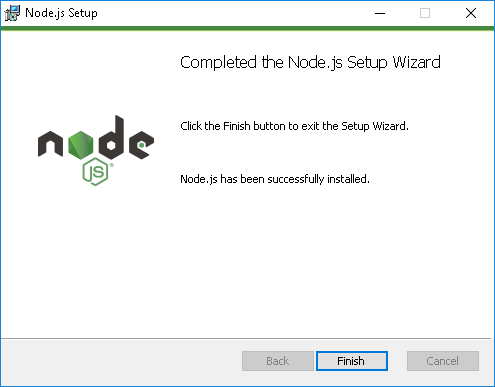 Node.js Setup
Completed the Node.js Setup Wizard
Click the Finish button to exit the Setup Wizard.
node
JS
®
Node.js has been successfully installed.
Back
Finish
Cancel